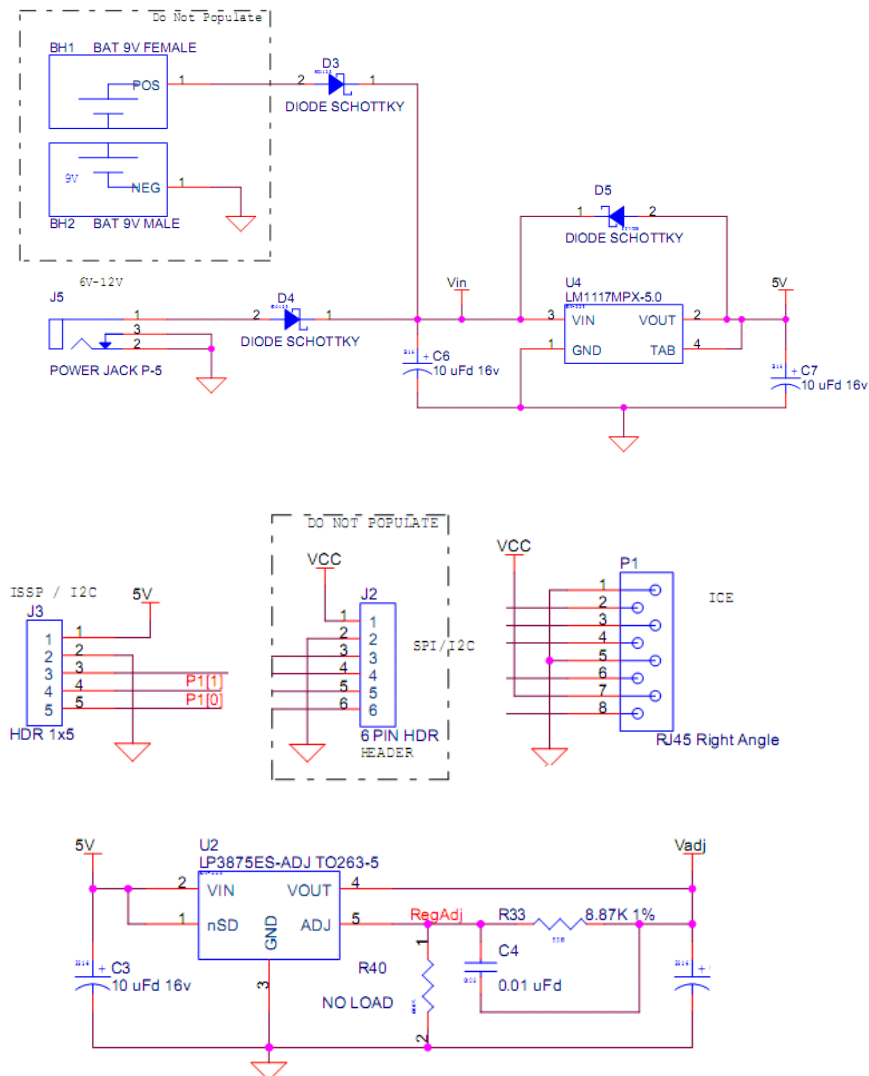 Do Not Populate
BH1 BAT 9V FEMALE
POS
1
D3
2
1
DIODE SCHOTTKY
9V
NEG
1
BH2 BAT 9V MALE
6V-12V
J5
1
3
2
POWER JACK P-5
D4
2
1
DIODE SCHOTTKY
Vin
D5
1
2
DIODE SCHOTTKY
U4
LM1117MPX-5.0
3
VIN
VOUT
2
1
GND
TAB
4
5V
+ C6
10 uFd 16v
+ C7
10 uFd 16v
ISSP / I2C
5V
J3
1 1
2 2
3 3
4 4
5 5
P1[1]
P1[0]
HDR 1x5
DO NOT POPULATE
VCC
J2
1 1
2 2
3 3
4 4
5 5
6 6
SPI/I2C
6 PIN HDR
HEADER
VCC
P1
1
2
3
4
5
6
7
8
ICE
RJ45 Right Angle
5V
U2
LP3875ES-ADJ TO263-5
2
VIN
VOUT
4
1
nSD
ADJ
5
GND
3
+ C3
10 uFd 16v
RegAdj
R33
8.87K 1%
Vadj
1
R40
NO LOAD
2
C4
0.01 uFd
+